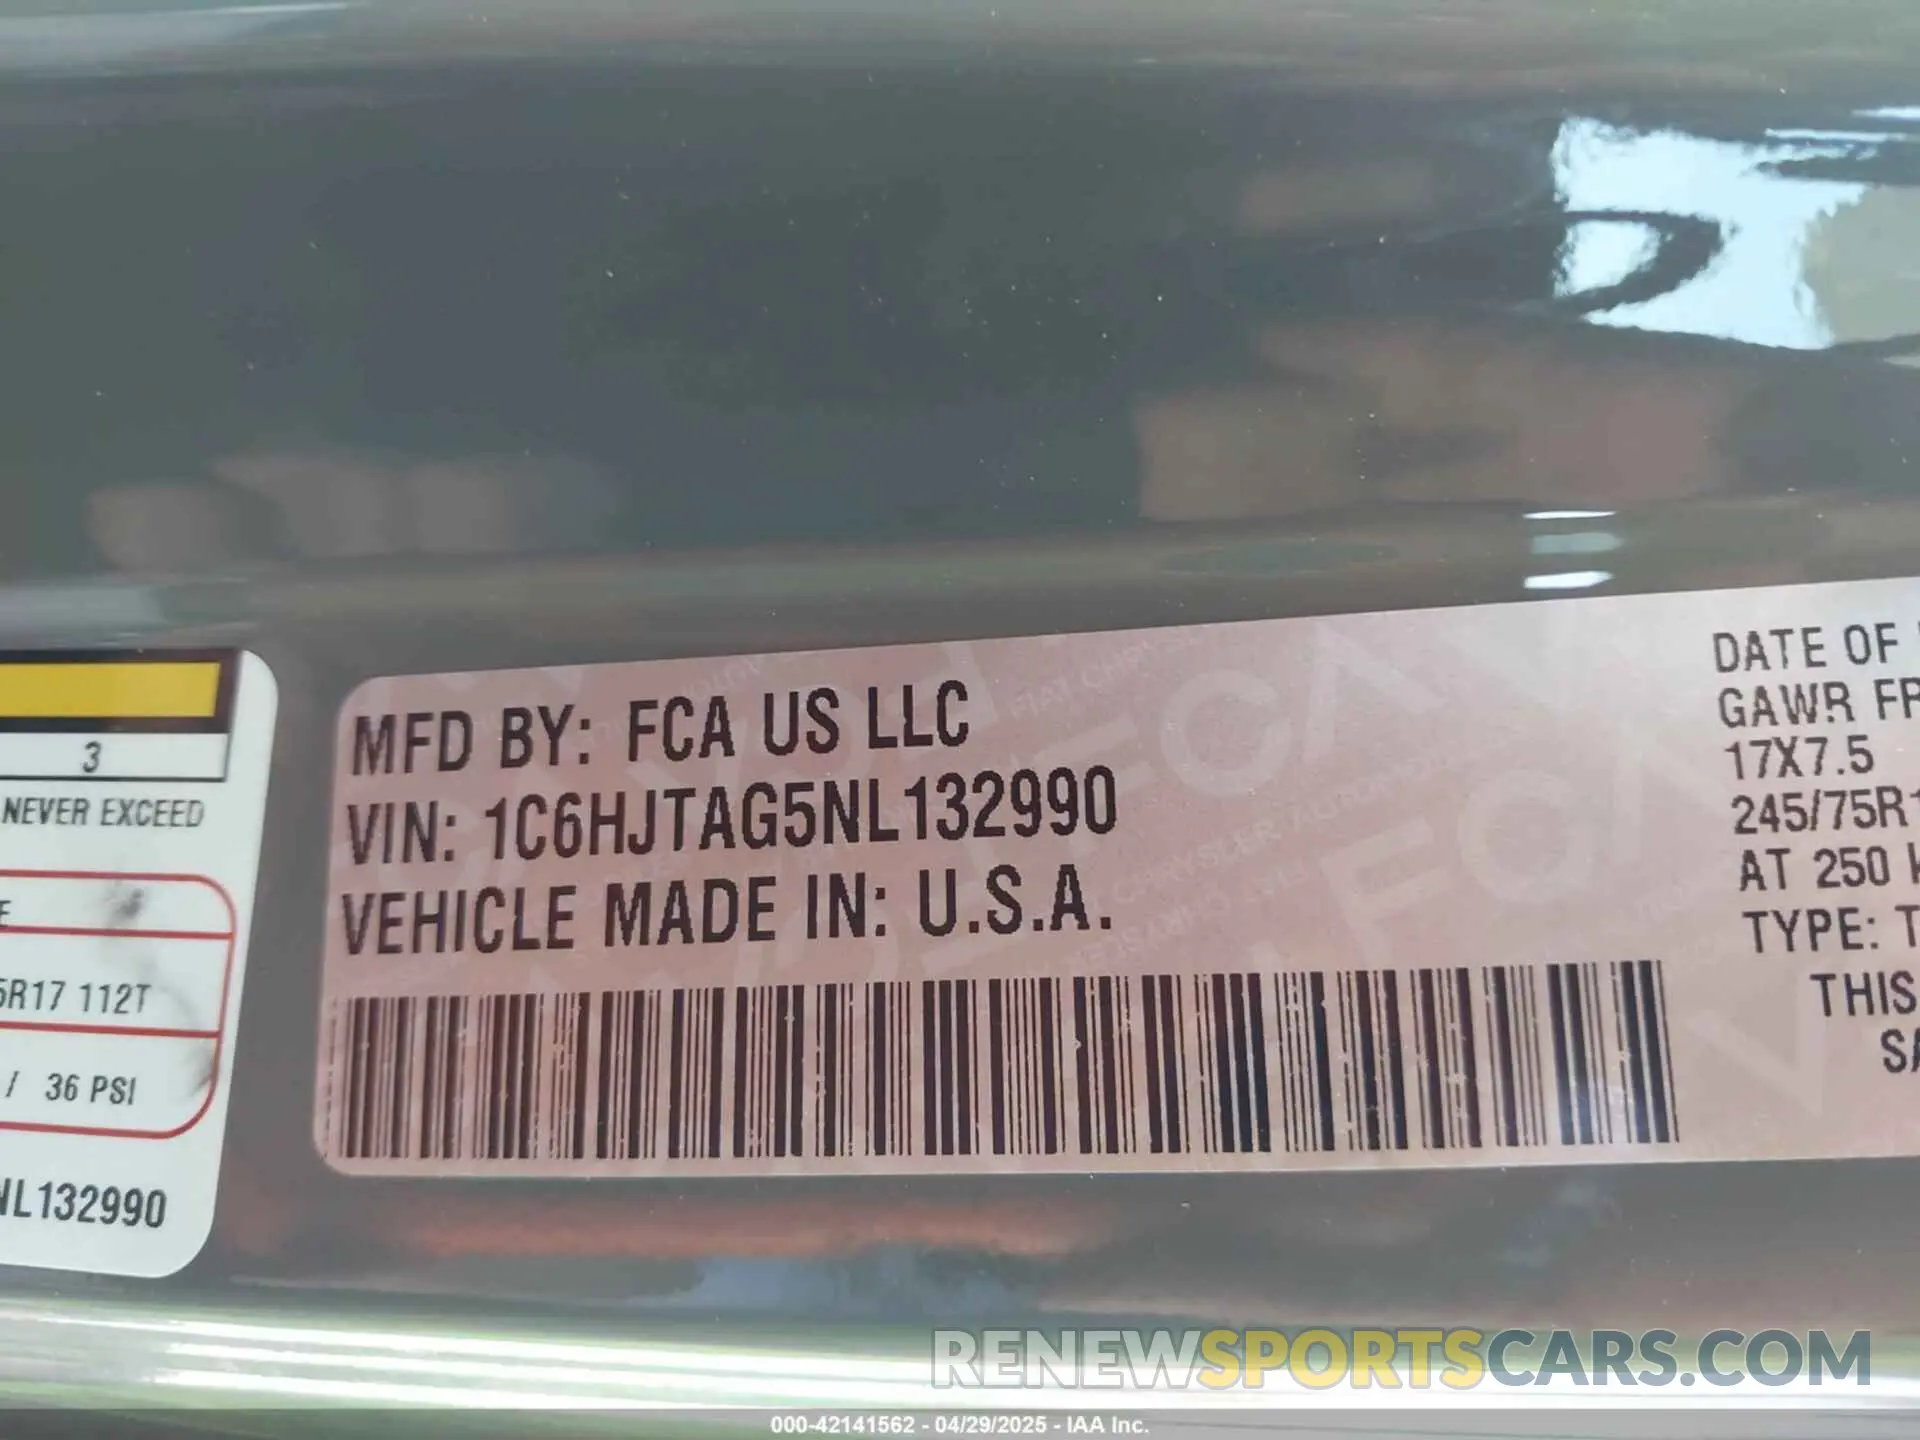 3
NEVER EXCEED
5R17 112T
/ 36 PSI
NL132990
MFD BY: FCA US LLC
VIN: 1C6HJTAG5NL132990
VEHICLE MADE IN: U.S.A.
DATE OF
GAWR FR
17X7.5
245/75R1
AT 250 K
TYPE: T
THIS
SA
RENEWSPORTSCARS.COM
000-42141562 - 04/29/2025 - IAA Inc.